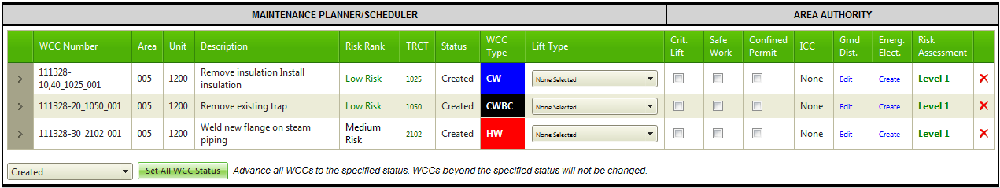 MAINTENANCE PLANNER/SCHEDULER AREA AUTHORITY
WCC Number Area Unit Description Risk Rank TRCT Status WCC Type Lift Type Crit. Lift Safe Work Confined Permit ICC Grnd Dist. Energ. Elect. Risk Assessment
111328-10,40_1025_001 005 1200 Remove insulation Install insulation Low Risk 1025 Created CW None Selected None Edit Create Level 1
111328-20_1050_001 005 1200 Remove existing trap Low Risk 1050 Created CWBC None Selected None Edit Create Level 1
111328-30_2102_001 005 1200 Weld new flange on steam piping Medium Risk 2102 Created HW None Selected None Edit Create Level 1
Created Set All WCC Status Advance all WCCs to the specified status. WCCs beyond the specified status will not be changed.